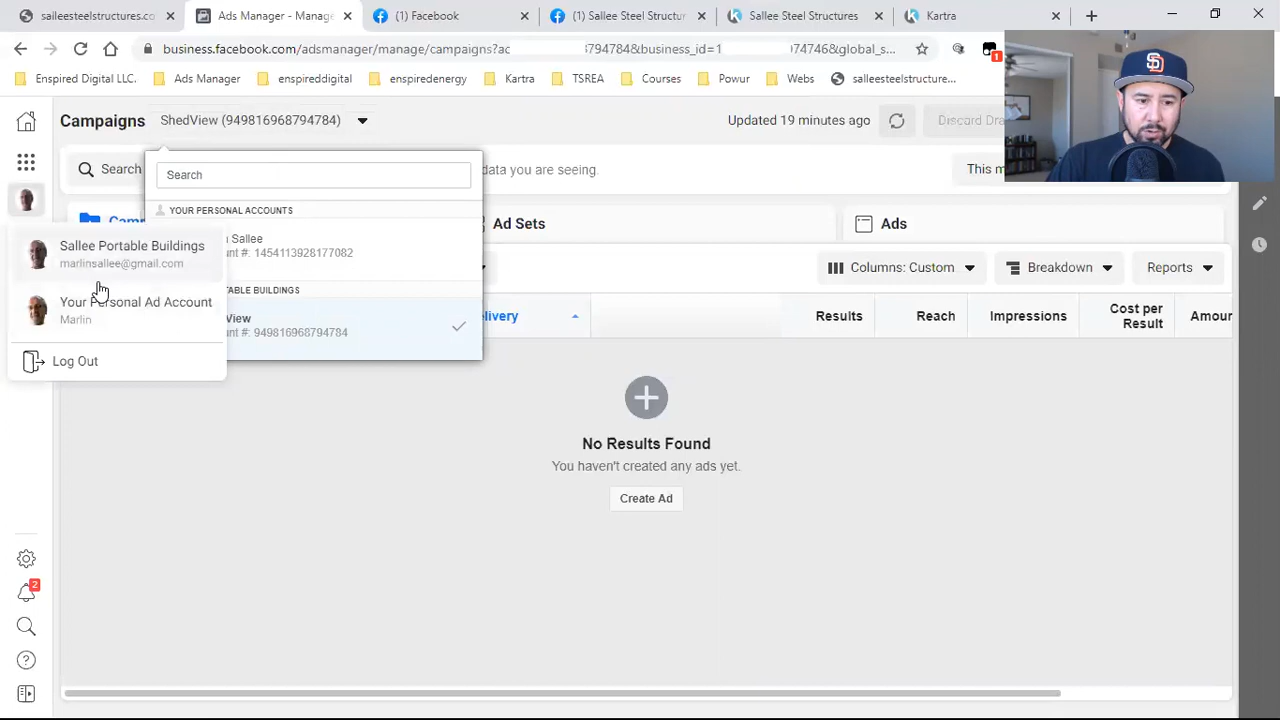 salleesteelstructures.co
Ads Manager - Manag
(1) Facebook
(1) Sallee Steel Structur
Sallee Steel Structures
Kartra
business.facebook.com/adsmanager/manage/campaigns?ac 3794784&business_id=1 074746&global_s...
1
Enspired Digital LLC.
Ads Manager
enspireddigital
enspiredenergy
Kartra
TSREA
Courses
Powur
Webs
salleesteelstructure...
Campaigns
ShedView (949816968794784)
Updated 19 minutes ago
Discard Dra
Search
data you are seeing.
This m
Search
YOUR PERSONAL ACCOUNTS
Sallee
unt #: 1454113928177082
TABLE BUILDINGS
View
unt #: 949816968794784
Camp
Ad Sets
Ads
Sallee Portable Buildings
marlinsallee@gmail.com
Your Personal Ad Account
Marlin
Log Out
Columns: Custom
Breakdown
Reports
elivery
Results
Reach
Impressions
Cost per
Result
Amour
No Results Found
You haven't created any ads yet.
Create Ad
2